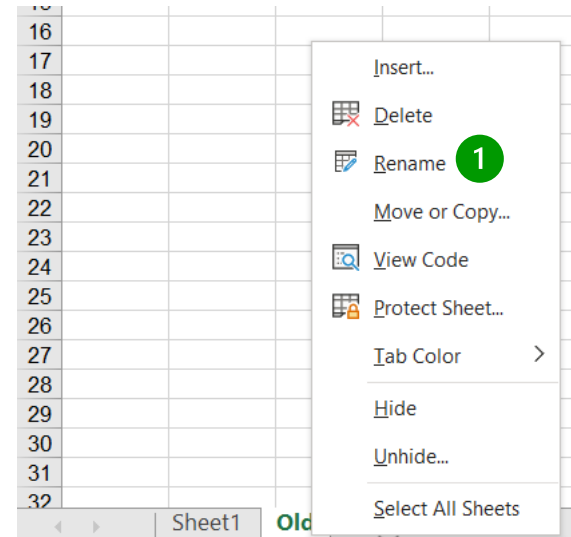 16
17
18
19
20
21
22
23
24
25
26
27
28
29
30
31
32
Insert...
Delete
Rename 1
Move or Copy...
View Code
Protect Sheet...
Tab Color
Hide
Unhide...
Select All Sheets
Sheet1 Old